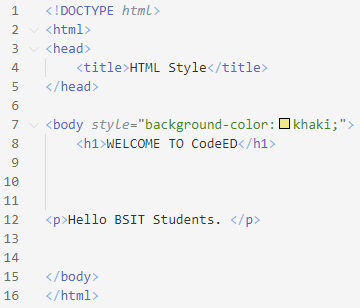 1 <!DOCTYPE html>
2 <html>
3 <head>
4 <title>HTML Style</title>
5 </head>
6
7 <body style="background-color:khaki;">
8 <h1>WELCOME TO CodeED</h1>
9
10
11
12 <p>Hello BSIT Students. </p>
13
14
15 </body>
16 </html>